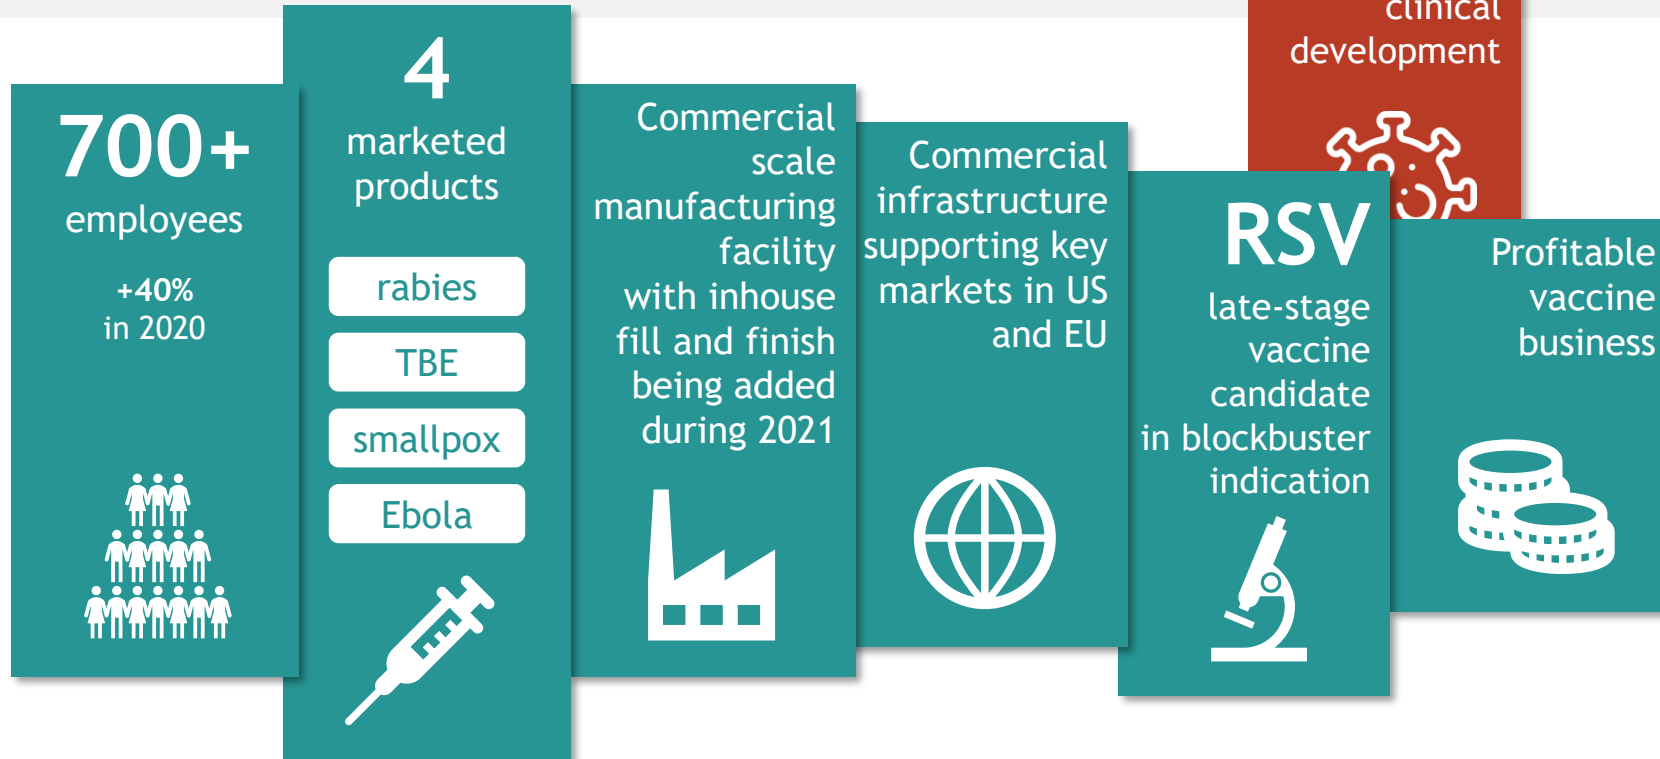 700+
employees
+40%
in 2020
4
marketed
products
rabies
TBE
smallpox
Ebola
Commercial
scale
manufacturing
facility
with inhouse
fill and finish
being added
during 2021
Commercial
infrastructure
supporting key
markets in US
and EU
RSV
late-stage
vaccine
candidate
in blockbuster
indication
clinical
development
Profitable
vaccine
business